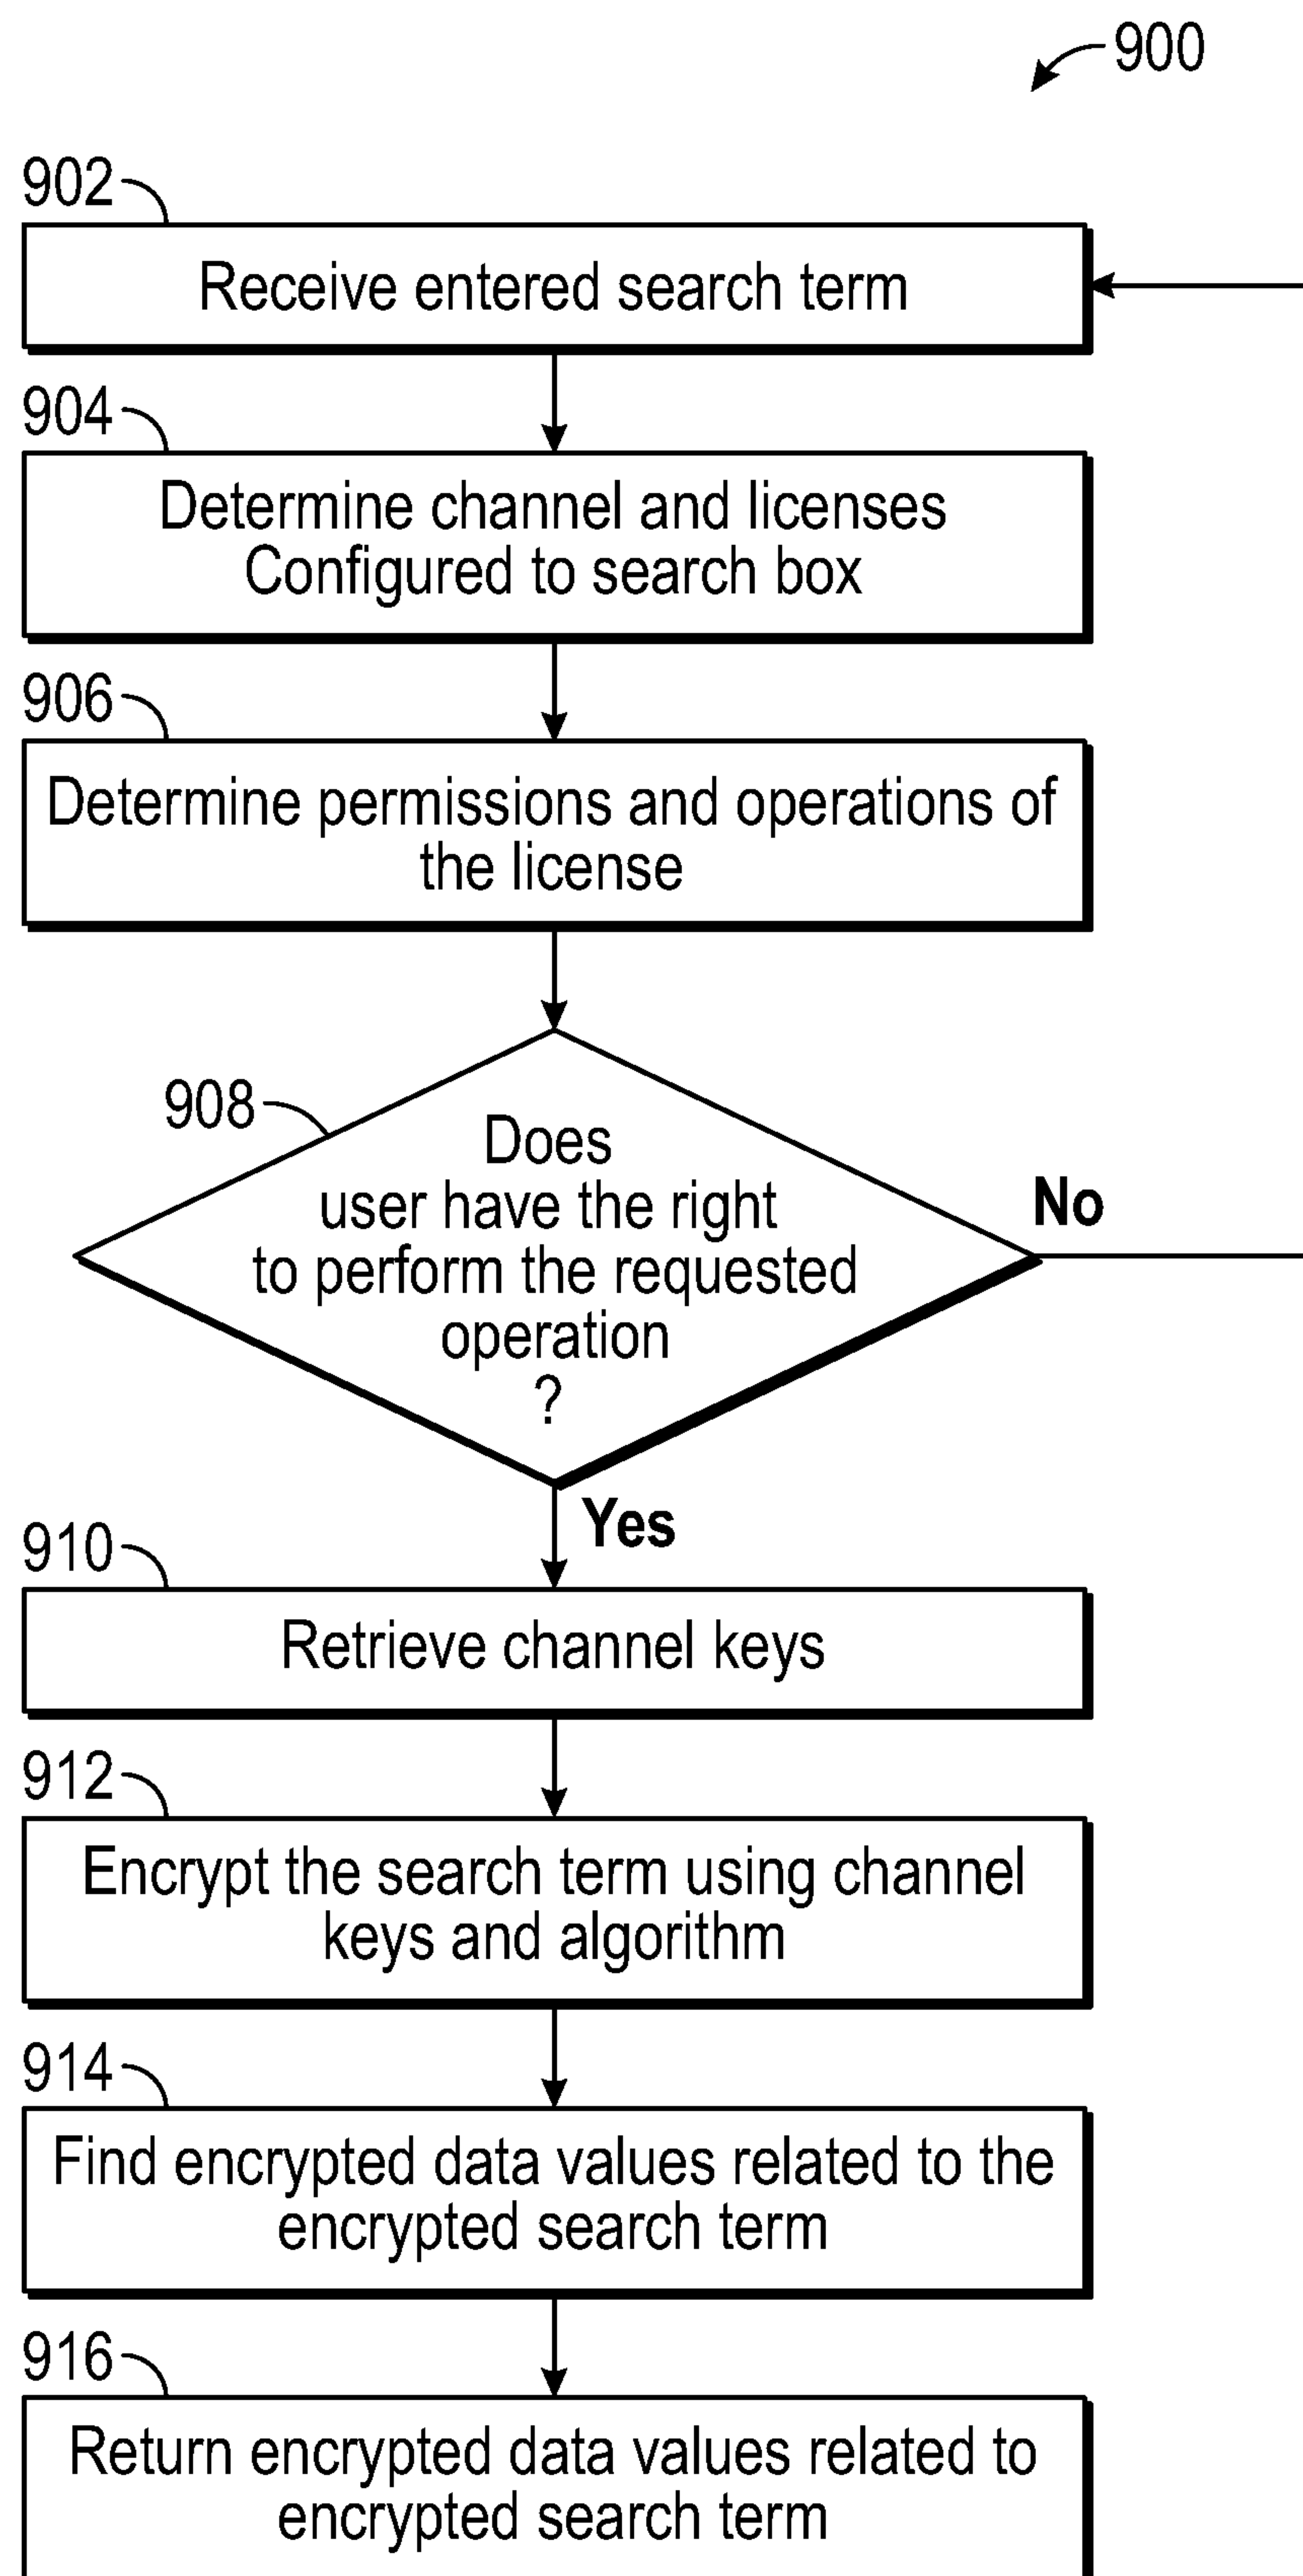 900
902
Receive entered search term
904
Determine channel and licenses
Configured to search box
906
Determine permissions and operations of
the license
908
Does
user have the right
to perform the requested
operation
?
No
Yes
910
Retrieve channel keys
912
Encrypt the search term using channel
keys and algorithm
914
Find encrypted data values related to the
encrypted search term
916
Return encrypted data values related to
encrypted search term